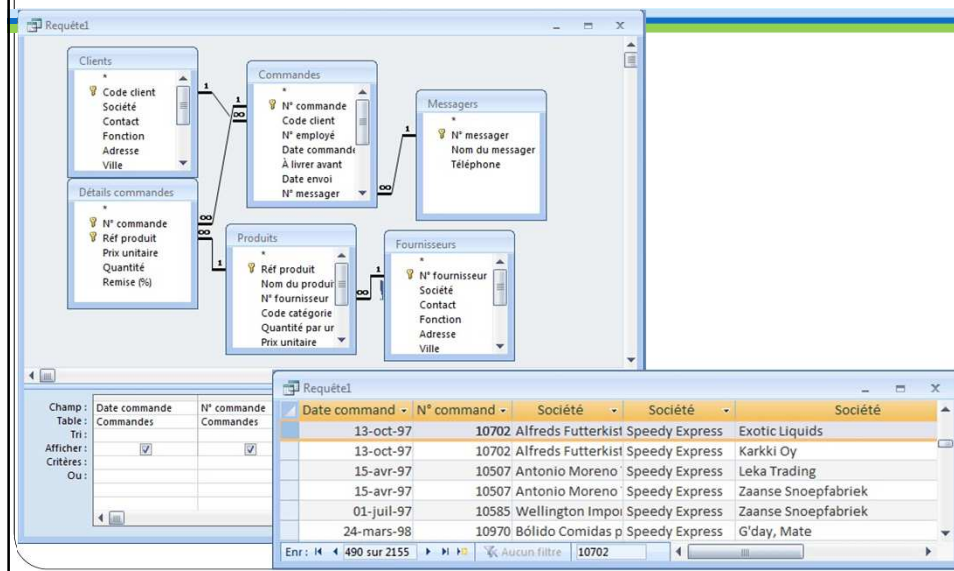 Requête1
Clients
*
Code client
Société
Contact
Fonction
Adresse
Ville
Commandes
*
N° commande
Code client
N° employé
Date commande
À livrer avant
Date envoi
N° messager
Messagers
*
N° messager
Nom du messager
Téléphone
Détails commandes
*
N° commande
Réf produit
Prix unitaire
Quantité
Remise (%)
Produits
*
Réf produit
Nom du produi
N° fournisseur
Code catégorie
Quantité par ur
Prix unitaire
Fournisseurs
*
N° fournisseur
Société
Contact
Fonction
Adresse
Ville
1
1
∞
1
∞
∞
∞
1
1
∞
Champ : Date commande N° commande
Table : Commandes Commandes
Tri :
Afficher :
Critères :
Ou :
Requête1
Date command N° command Société Société Société
13-oct-97 10702 Alfreds Futterkist Speedy Express Exotic Liquids
13-oct-97 10702 Alfreds Futterkist Speedy Express Karkki Oy
15-avr-97 10507 Antonio Moreno Speedy Express Leka Trading
15-avr-97 10507 Antonio Moreno Speedy Express Zaanse Snoepfabriek
01-juil-97 10585 Wellington Impor Speedy Express Zaanse Snoepfabriek
24-mars-98 10970 Bólido Comidas p Speedy Express G'day, Mate
Enr : 490 sur 2155 Aucun filtre 10702